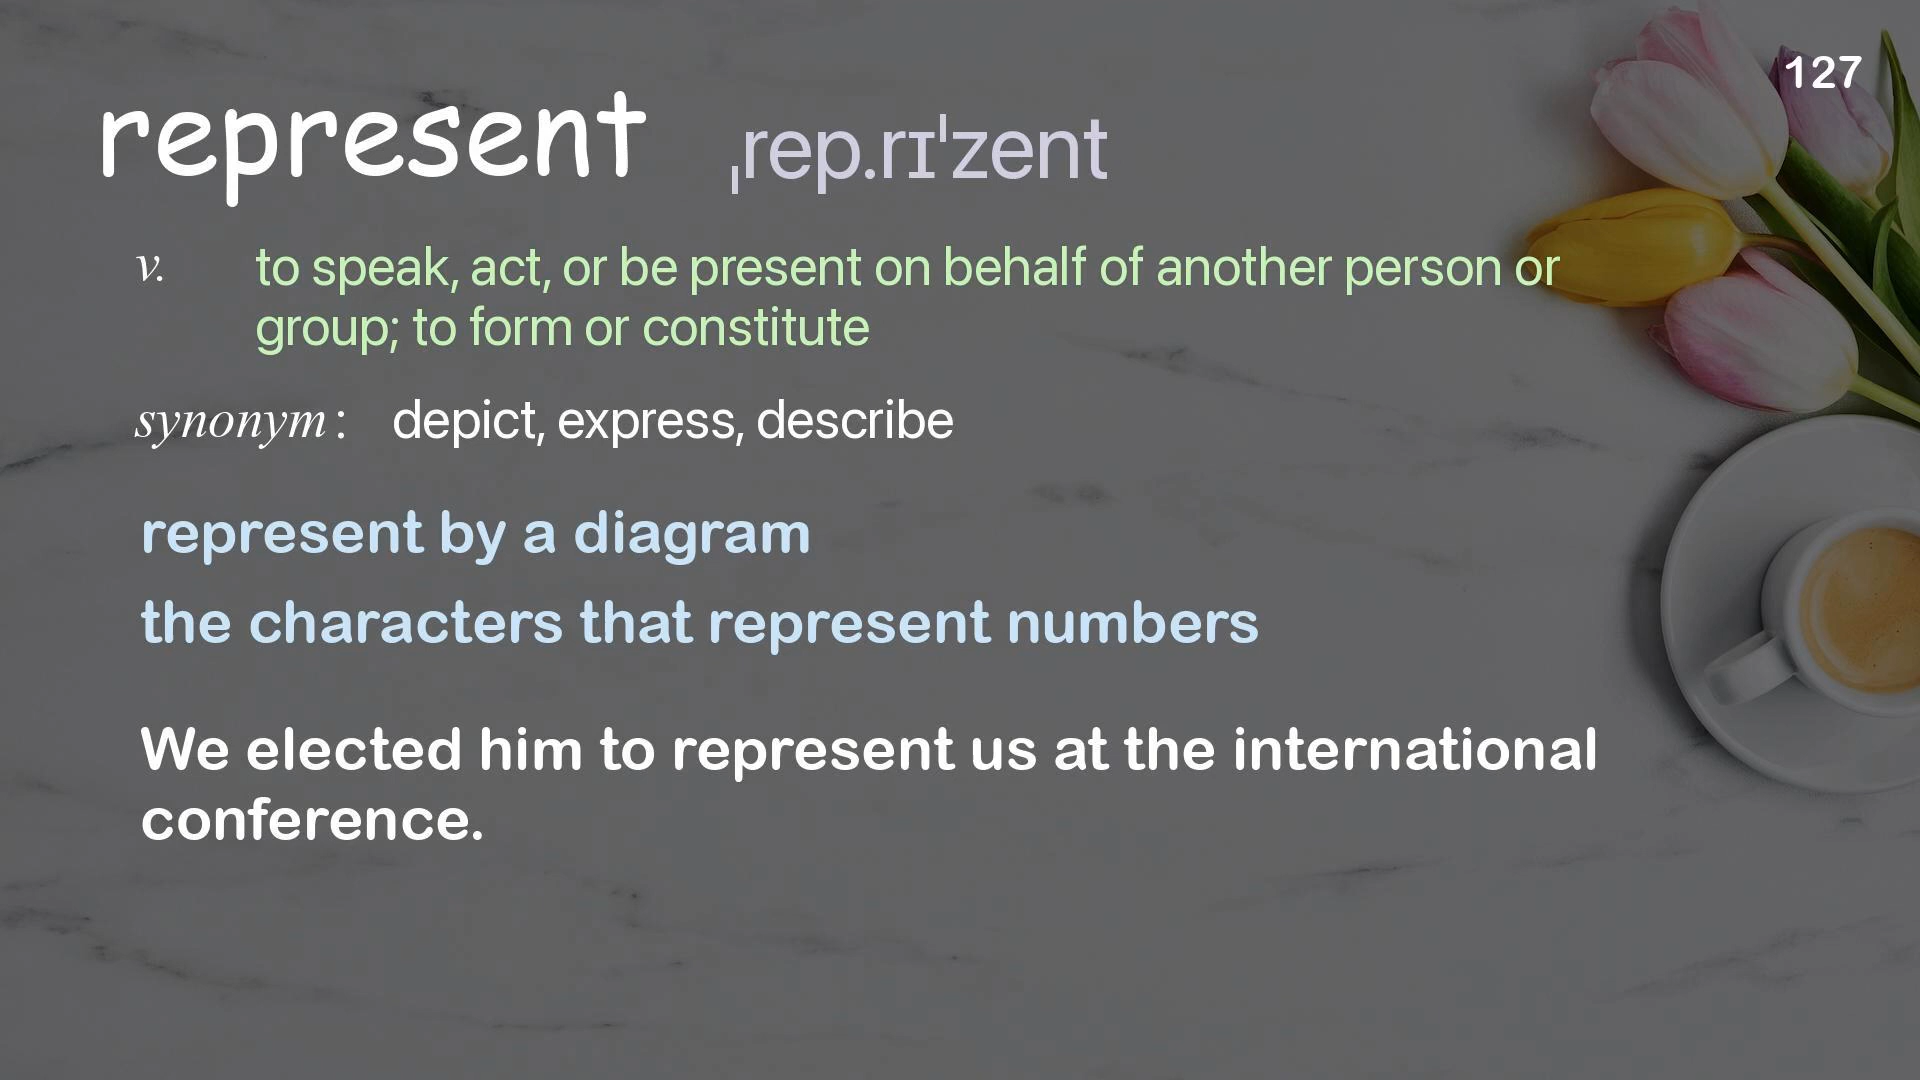 127
represent ˌrep.rɪˈzent
v. to speak, act, or be present on behalf of another person or
group; to form or constitute
synonym : depict, express, describe
represent by a diagram
the characters that represent numbers
We elected him to represent us at the international
conference.